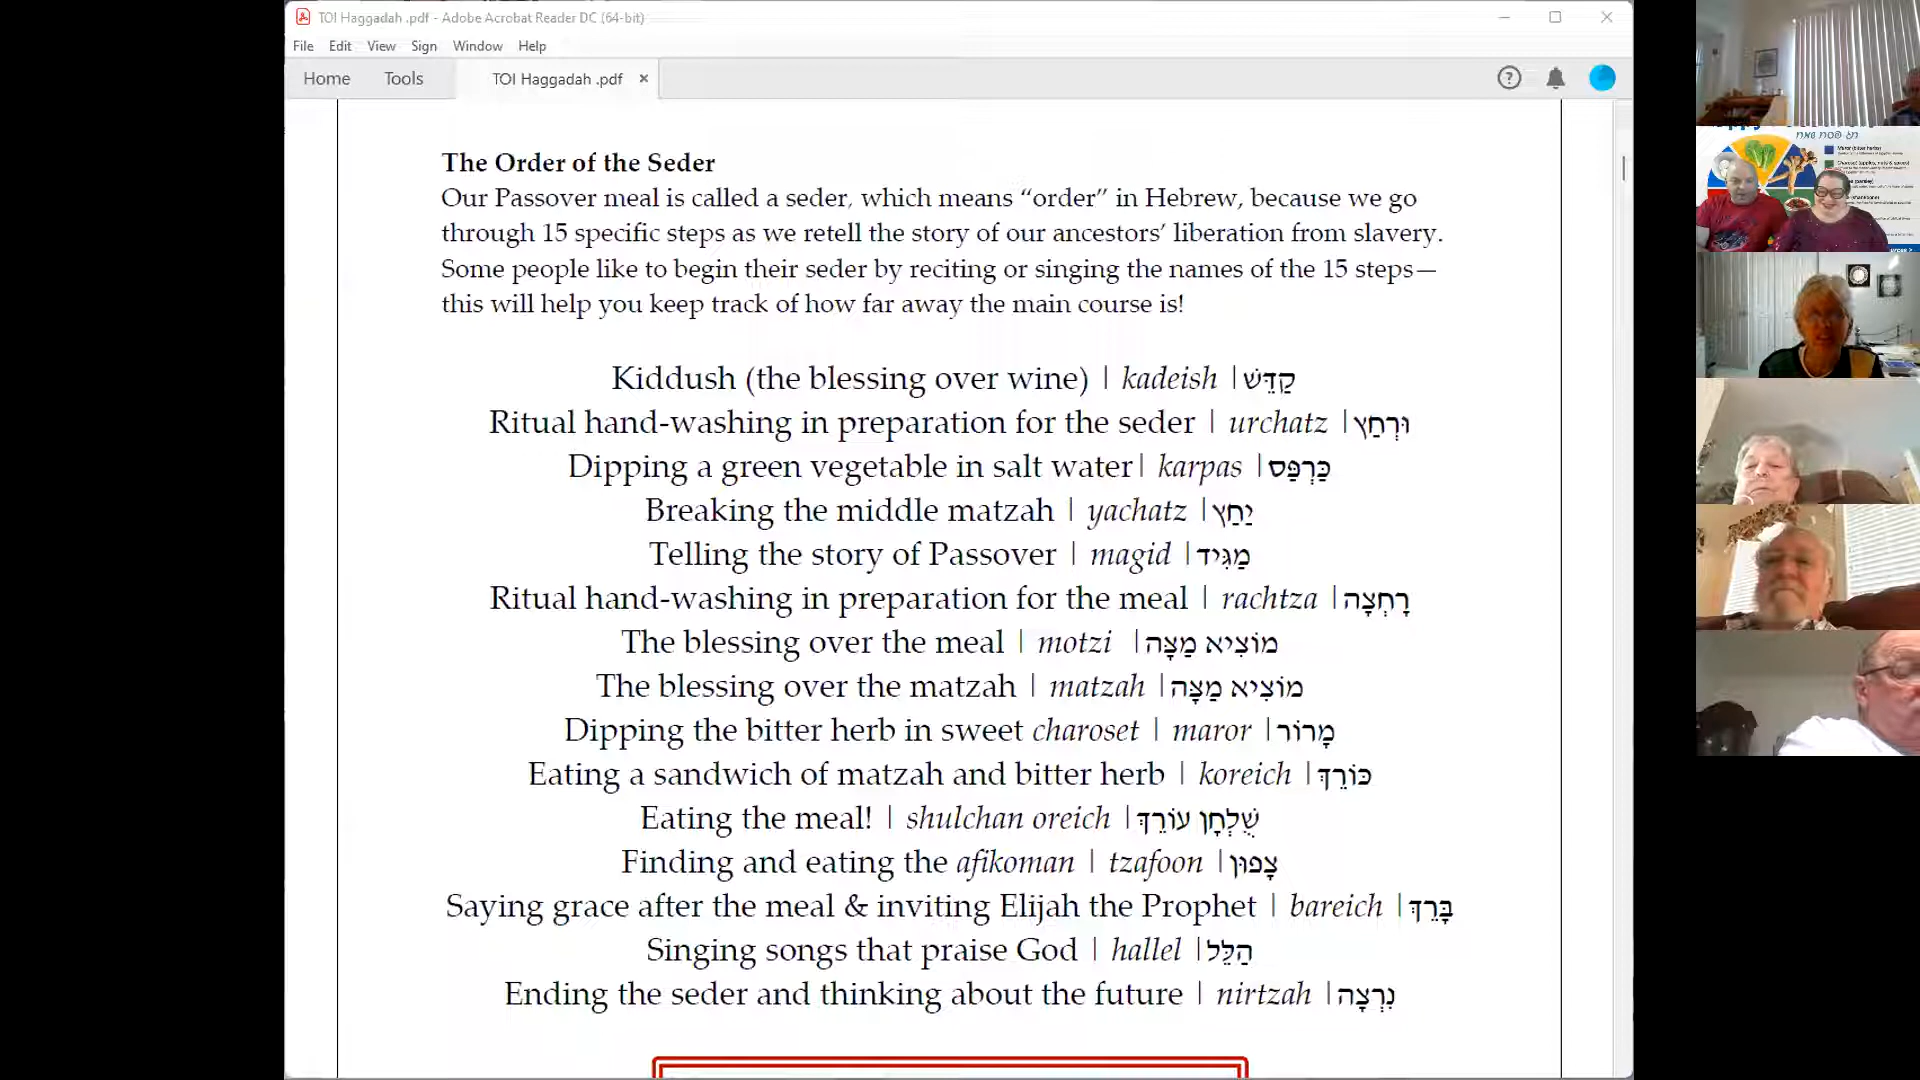 TOI Haggadah .pdf - Adobe Acrobat Reader DC (64-bit)
File Edit View Sign Window Help
Home Tools TOI Haggadah .pdf ×
The Order of the Seder
Our Passover meal is called a seder, which means “order” in Hebrew, because we go
through 15 specific steps as we retell the story of our ancestors’ liberation from slavery.
Some people like to begin their seder by reciting or singing the names of the 15 steps—
this will help you keep track of how far away the main course is!
Kiddush (the blessing over wine) | kadeish | קַדֵּשׁ
Ritual hand-washing in preparation for the seder | urchatz | וּרְחַץ
Dipping a green vegetable in salt water| karpas | כַּרְפַּס
Breaking the middle matzah | yachatz | יַחַץ
Telling the story of Passover | magid | מַגִּיד
Ritual hand-washing in preparation for the meal | rachtza | רָחְצָה
The blessing over the meal | motzi | מוֹצִיא מַצָּה
The blessing over the matzah | matzah | מוֹצִיא מַצָּה
Dipping the bitter herb in sweet charoset | maror | מָרוֹר
Eating a sandwich of matzah and bitter herb | koreich | כּוֹרֵךְ
Eating the meal! | shulchan oreich | שֻׁלְחָן עוֹרֵךְ
Finding and eating the afikoman | tzafoon | צָפוּן
Saying grace after the meal & inviting Elijah the Prophet | bareich | בָּרֵךְ
Singing songs that praise God | hallel | הַלֵּל
Ending the seder and thinking about the future | nirtzah | נִרְצָה
חג פסח שמח
Maror (bitter herbs)